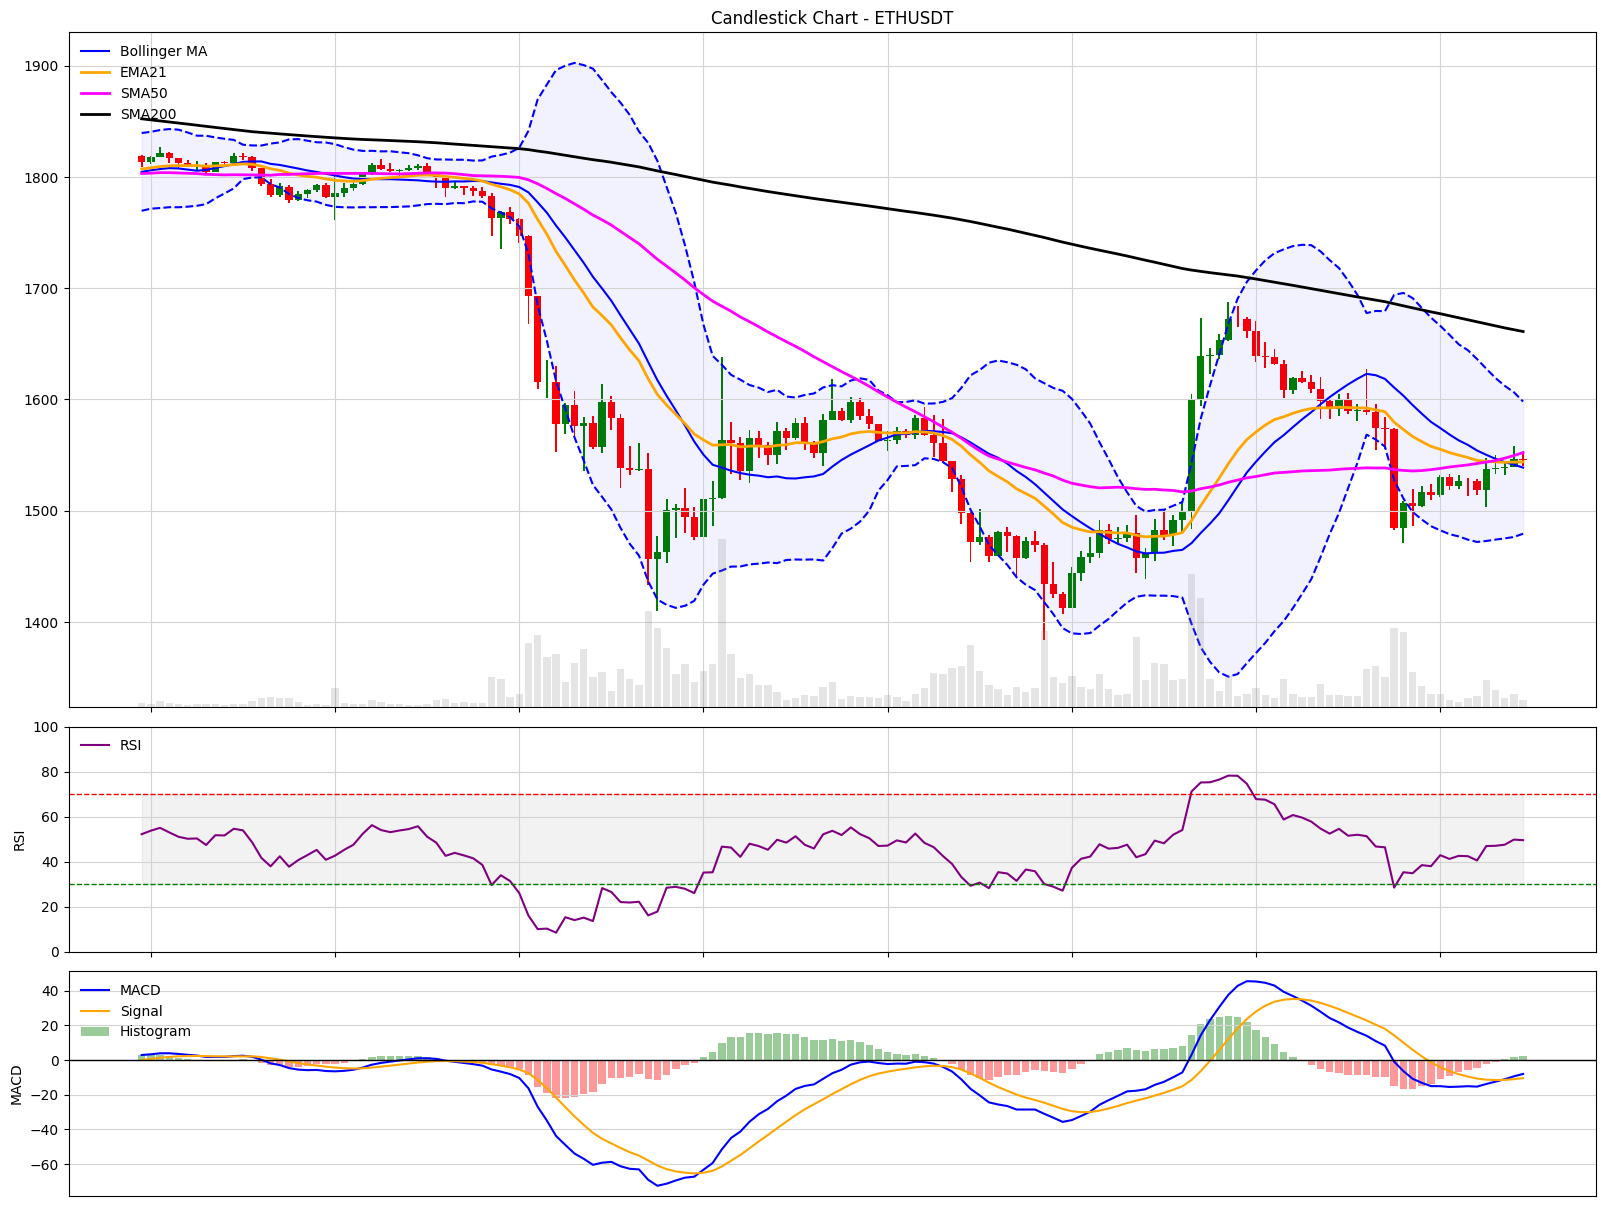 Candlestick Chart - ETHUSDT
Bollinger MA
EMA21
SMA50
SMA200
1900
1800
1700
1600
1500
1400
RSI
100
80
60
40
20
0
RSI
MACD
Signal
Histogram
40
20
0
−20
−40
−60
MACD